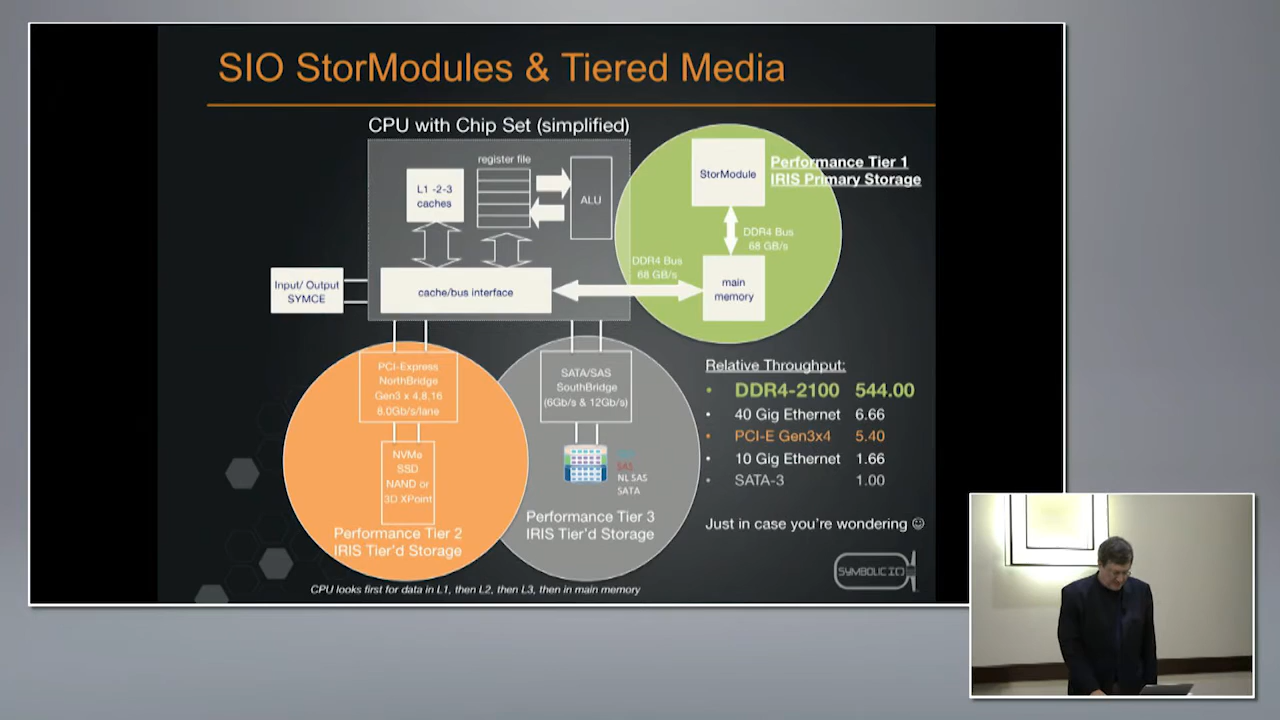 SIO StorModules & Tiered Media
CPU with Chip Set (simplified)
register file
L1 -2-3
caches
ALU
StorModule
Performance Tier 1
IRIS Primary Storage
DDR4 Bus
68 GB/s
DDR4 Bus
68 GB/s
main
memory
Input/ Output
SYMCE
cache/bus interface
PCI-Express
NorthBridge
Gen3 x 4,8,16
8.0Gb/s/lane
NVMe
SSD
NAND or
3D XPoint
Performance Tier 2
IRIS Tier'd Storage
SATA/SAS
SouthBridge
(6Gb/s & 12Gb/s)
SAS
NL SAS
SATA
Performance Tier 3
IRIS Tier'd Storage
Relative Throughput:
• DDR4-2100 544.00
• 40 Gig Ethernet 6.66
• PCI-E Gen3x4 5.40
• 10 Gig Ethernet 1.66
• SATA-3 1.00
Just in case you're wondering ☺
SYMBOLIC IO
CPU looks first for data in L1, then L2, then L3, then in main memory